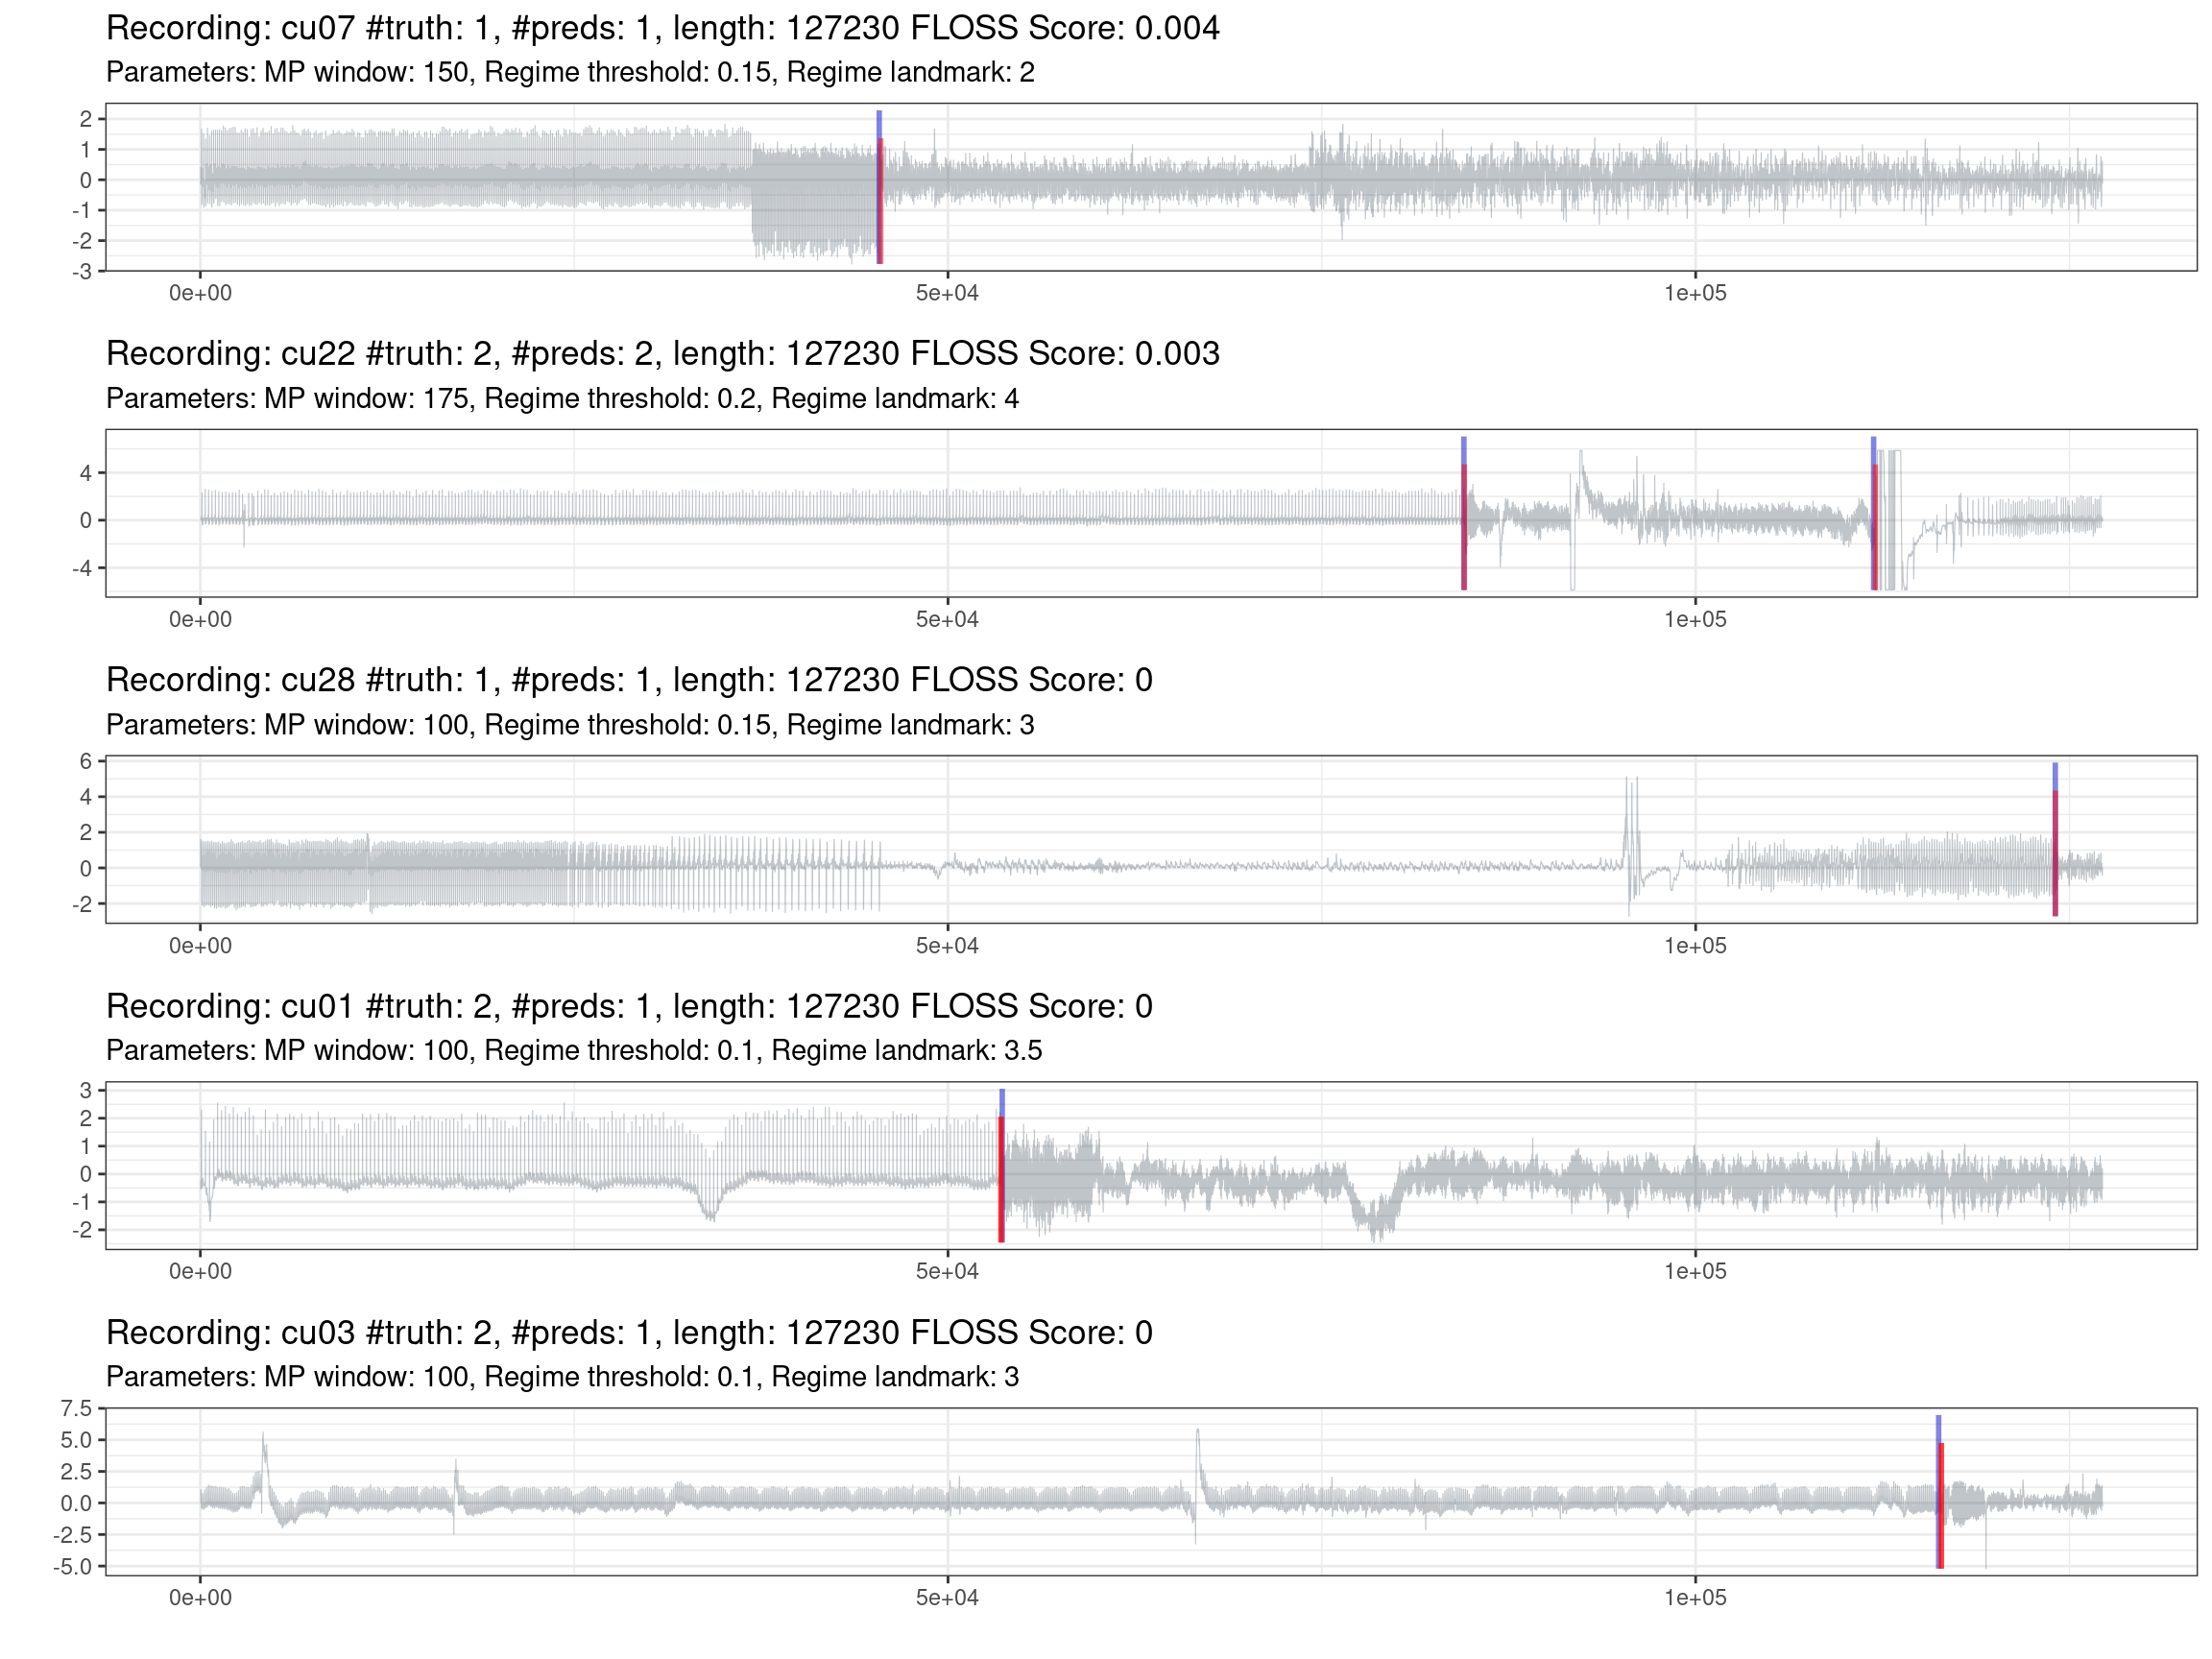 Recording: cu07 #truth: 1, #preds: 1, length: 127230 FLOSS Score: 0.004
Parameters: MP window: 150, Regime threshold: 0.15, Regime landmark: 2
2
1
0
-1
-2
-3
0e+00 5e+04 1e+05
Recording: cu22 #truth: 2, #preds: 2, length: 127230 FLOSS Score: 0.003
Parameters: MP window: 175, Regime threshold: 0.2, Regime landmark: 4
4
0
-4
0e+00 5e+04 1e+05
Recording: cu28 #truth: 1, #preds: 1, length: 127230 FLOSS Score: 0
Parameters: MP window: 100, Regime threshold: 0.15, Regime landmark: 3
6
4
2
0
-2
0e+00 5e+04 1e+05
Recording: cu01 #truth: 2, #preds: 1, length: 127230 FLOSS Score: 0
Parameters: MP window: 100, Regime threshold: 0.1, Regime landmark: 3.5
3
2
1
0
-1
-2
0e+00 5e+04 1e+05
Recording: cu03 #truth: 2, #preds: 1, length: 127230 FLOSS Score: 0
Parameters: MP window: 100, Regime threshold: 0.1, Regime landmark: 3
7.5
5.0
2.5
0.0
-2.5
-5.0
0e+00 5e+04 1e+05